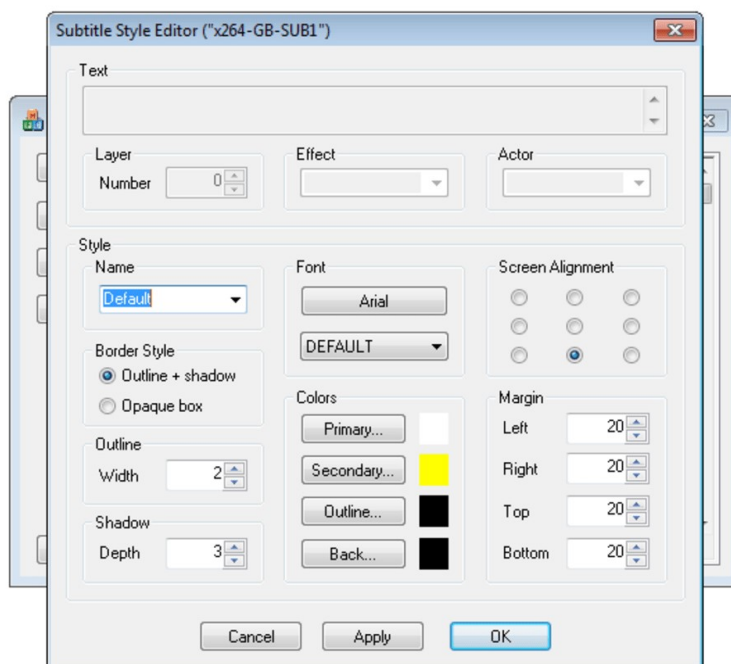 Subtitle Style Editor ("x264-GB-SUB1")
Text
Layer
Number 0
Effect
Actor
Style
Name
Default
Font
Arial
DEFAULT
Screen Alignment
Border Style
Outline + shadow
Opaque box
Outline
Width 2
Shadow
Depth 3
Colors
Primary...
Secondary...
Outline...
Back...
Margin
Left 20
Right 20
Top 20
Bottom 20
Cancel
Apply
OK